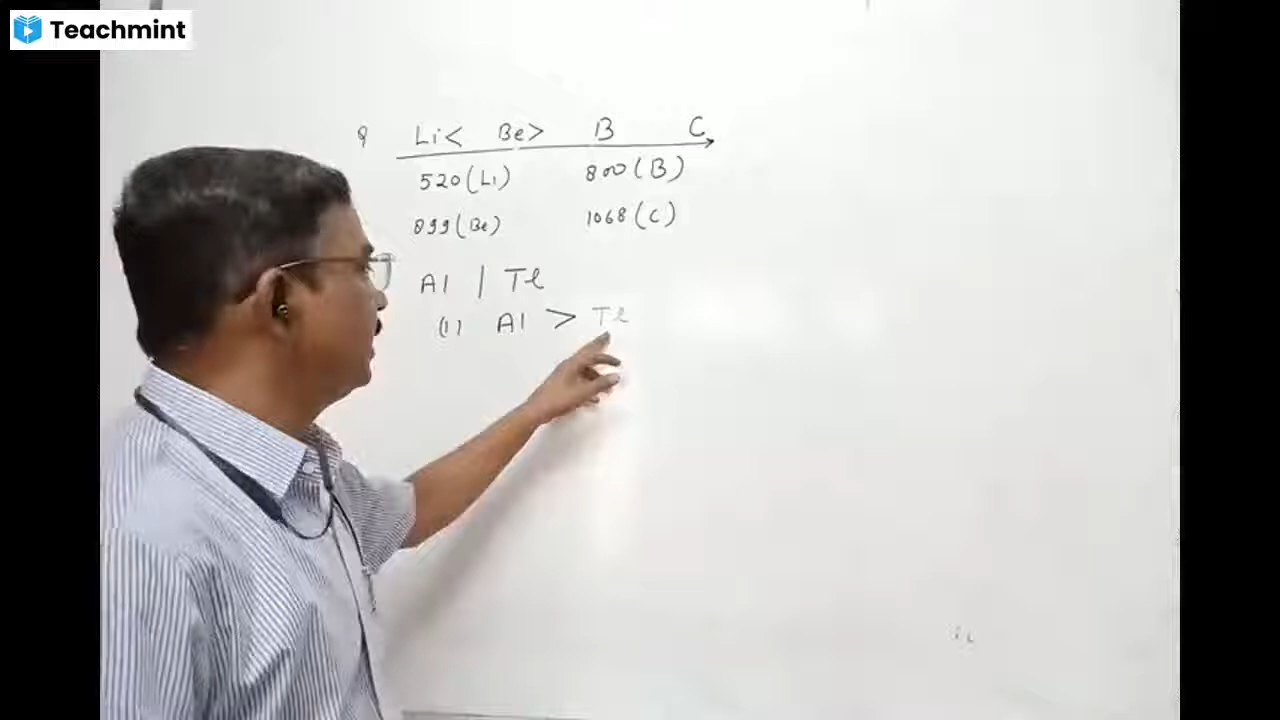 Teachmint
Li < Be > B C
520 (Li) 800 (B)
899 (Be) 1068 (C)
Al | Tl
(1) Al > Tl